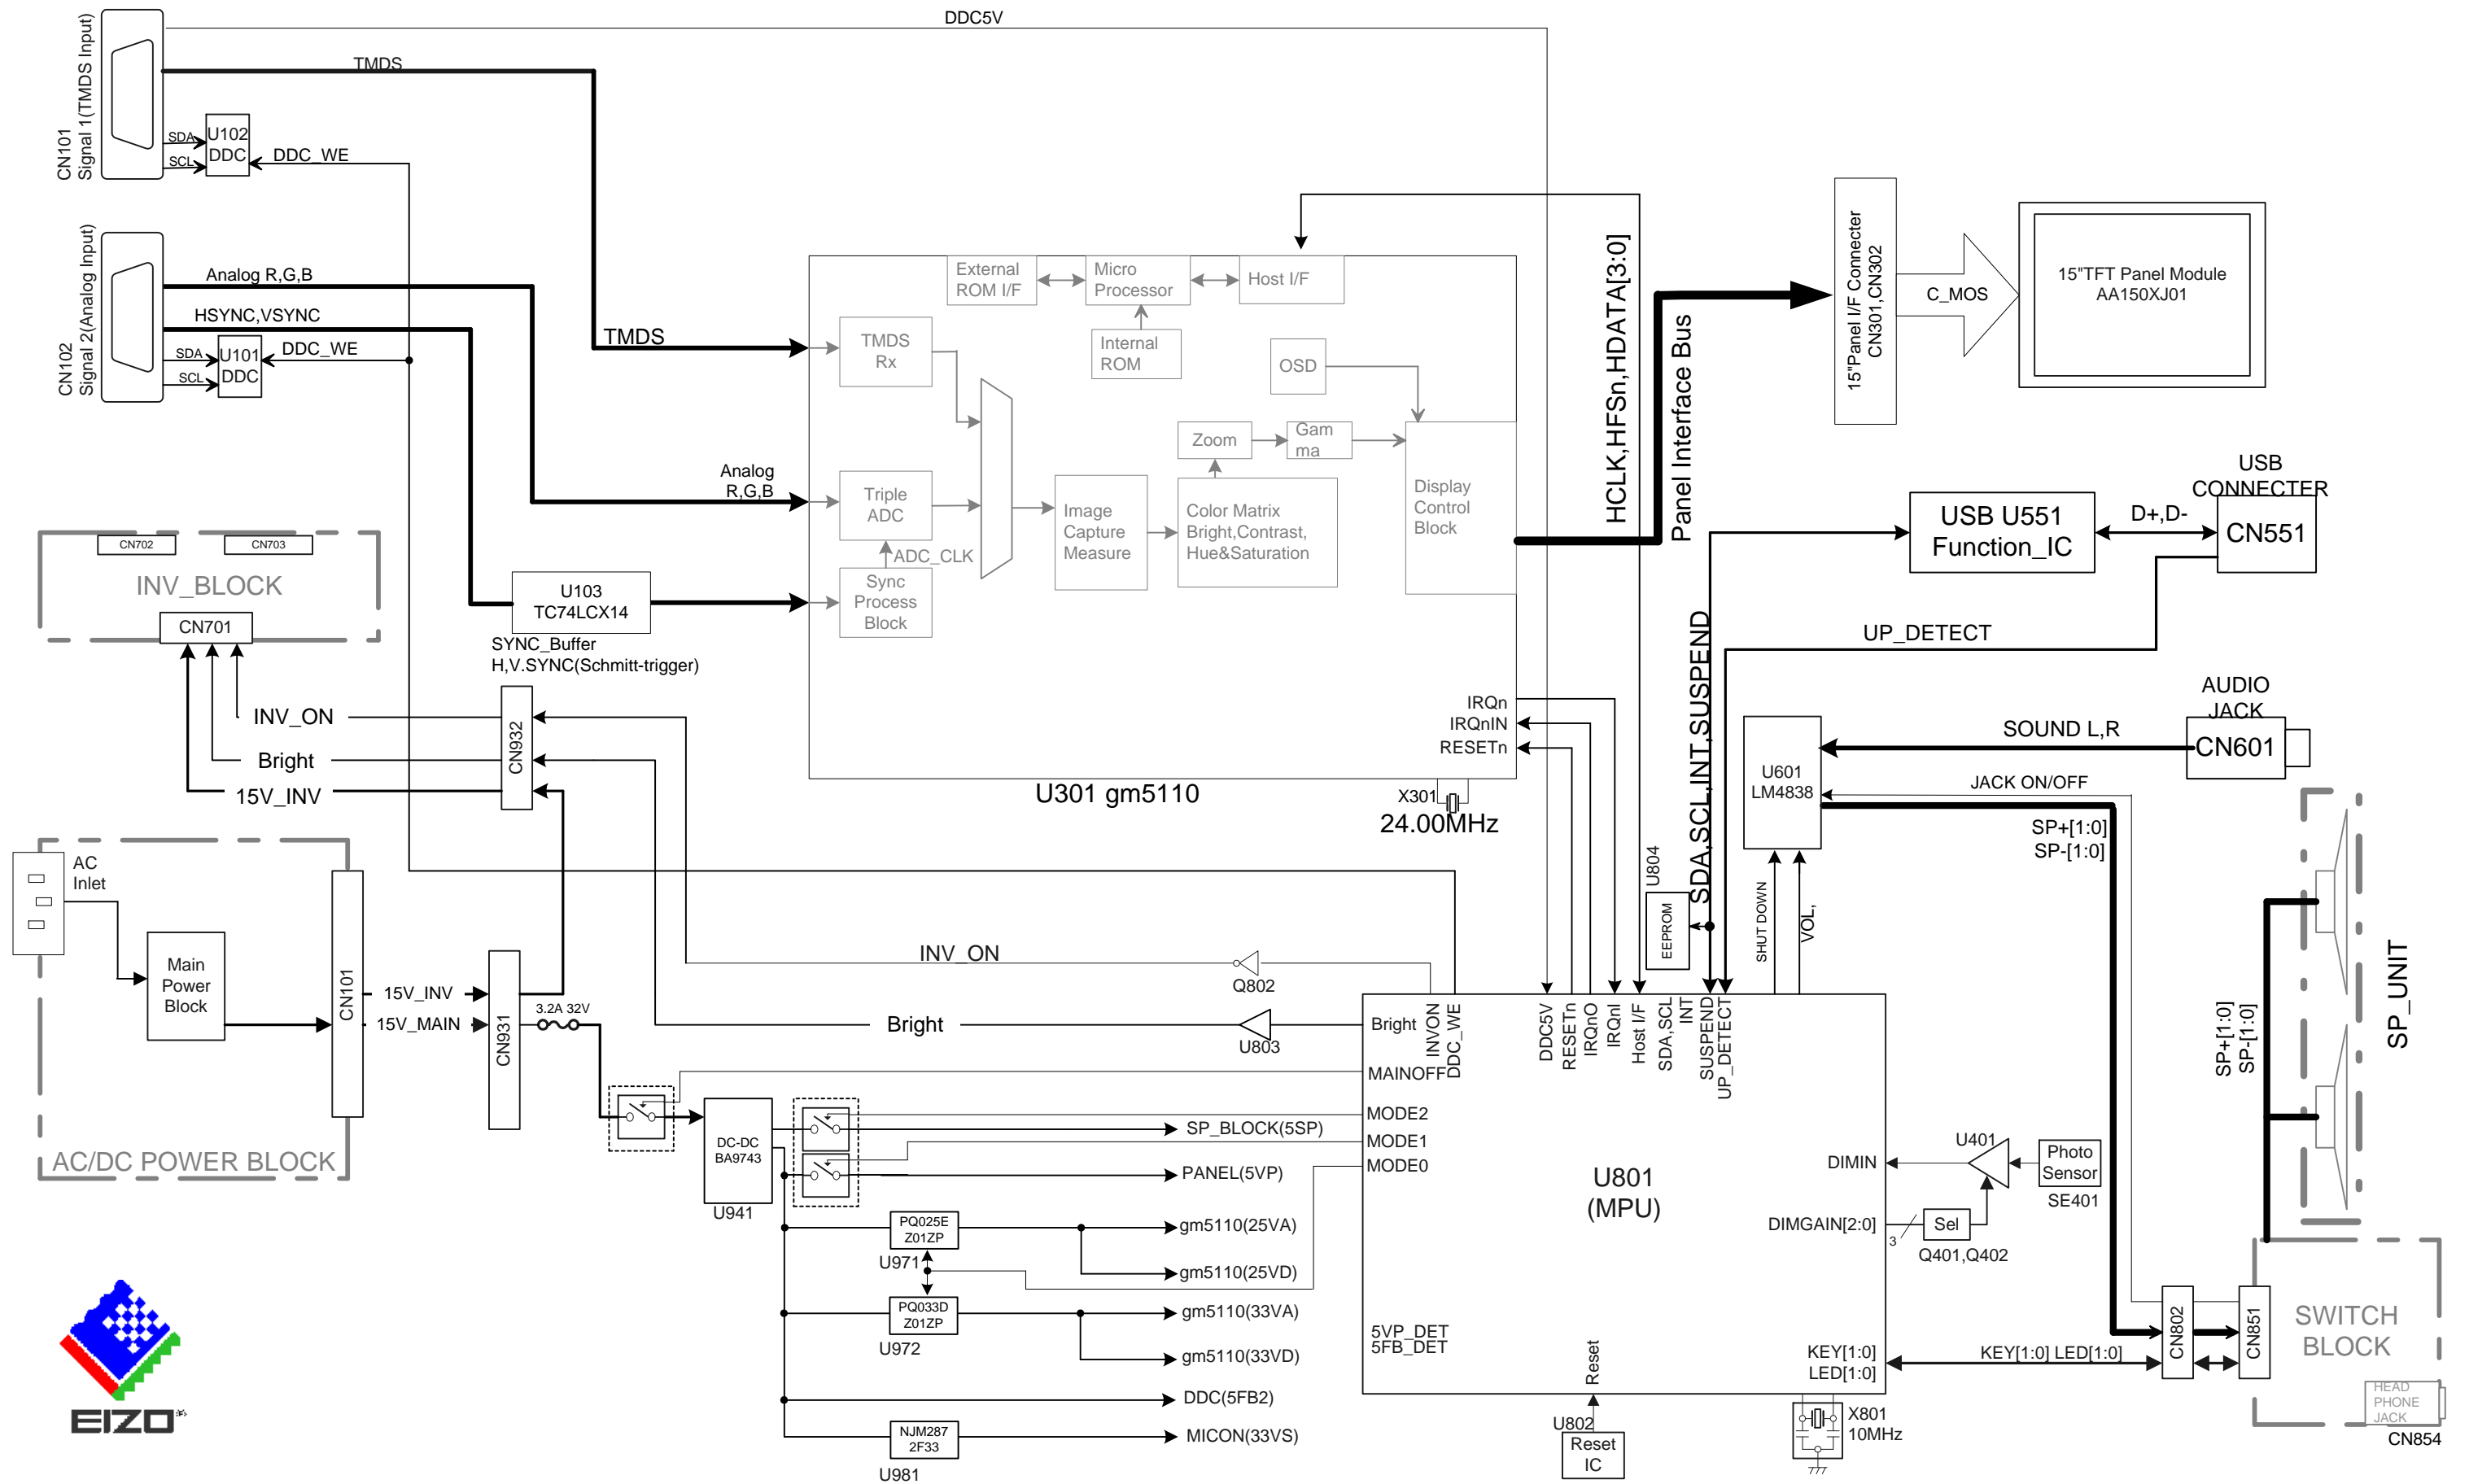 DDC5V
TMDS
CN101
Signal 1(TMDS Input)
SDA
SCL
U102
DDC
DDC_WE
CN102
Signal 2(Analog Input)
Analog R,G,B
HSYNC,VSYNC
SDA
SCL
U101
DDC
DDC_WE
TMDS
Analog
R,G,B
External
ROM I/F
Micro
Processor
Host I/F
TMDS
Rx
Internal
ROM
OSD
Zoom
Gam
ma
Triple
ADC
ADC_CLK
Image
Capture
Measure
Color Matrix
Bright,Contrast,
Hue&Saturation
Display
Control
Block
Sync
Process
Block
IRQn
IRQnIN
RESETn
U301 gm5110
X301
24.00MHz
HCLK,HFSn,HDATA[3:0]
Panel Interface Bus
15"Panel I/F Connecter
CN301,CN302
C_MOS
15"TFT Panel Module
AA150XJ01
USB
CONNECTER
USB U551
Function_IC
D+,D-
CN551
UP_DETECT
SDA,SCL,INT,SUSPEND
AUDIO
JACK
SOUND L,R
CN601
U601
LM4838
JACK ON/OFF
SP+[1:0]
SP-[1:0]
SHUT DOWN
VOL,
U804
EEPROM
CN702
CN703
INV_BLOCK
CN701
U103
TC74LCX14
SYNC_Buffer
H,V.SYNC(Schmitt-trigger)
INV_ON
Bright
15V_INV
CN932
AC
Inlet
Main
Power
Block
CN101
15V_INV
15V_MAIN
CN931
3.2A 32V
AC/DC POWER BLOCK
INV_ON
Q802
Bright
U803
DC-DC
BA9743
U941
SP_BLOCK(5SP)
PANEL(5VP)
PQ025E
Z01ZP
U971
gm5110(25VA)
gm5110(25VD)
PQ033D
Z01ZP
U972
gm5110(33VA)
gm5110(33VD)
DDC(5FB2)
NJM287
2F33
U981
MICON(33VS)
Bright
INVON
DDC_WE
MAINOFF
MODE2
MODE1
MODE0
DDC5V
RESETn
IRQnO
IRQnI
Host I/F
SDA,SCL
INT
SUSPEND
UP_DETECT
U801
(MPU)
DIMIN
DIMGAIN[2:0]
5VP_DET
5FB_DET
KEY[1:0]
LED[1:0]
Reset
U802
Reset
IC
X801
10MHz
U401
Photo
Sensor
SE401
3
Sel
Q401,Q402
KEY[1:0] LED[1:0]
CN802
CN851
SP+[1:0]
SP-[1:0]
SP_UNIT
SWITCH
BLOCK
HEAD
PHONE
JACK
CN854
EIZO